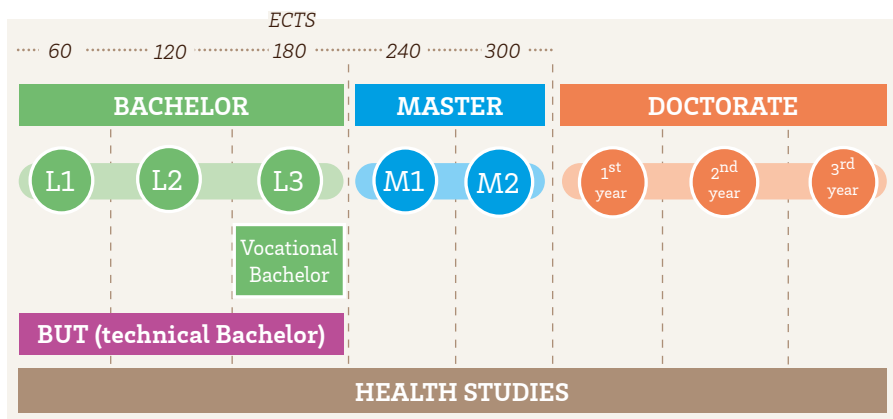 ECTS
60 120 180 240 300
BACHELOR MASTER DOCTORATE
L1 L2 L3 M1 M2 1st year 2nd year 3rd year
Vocational
Bachelor
BUT (technical Bachelor)
HEALTH STUDIES